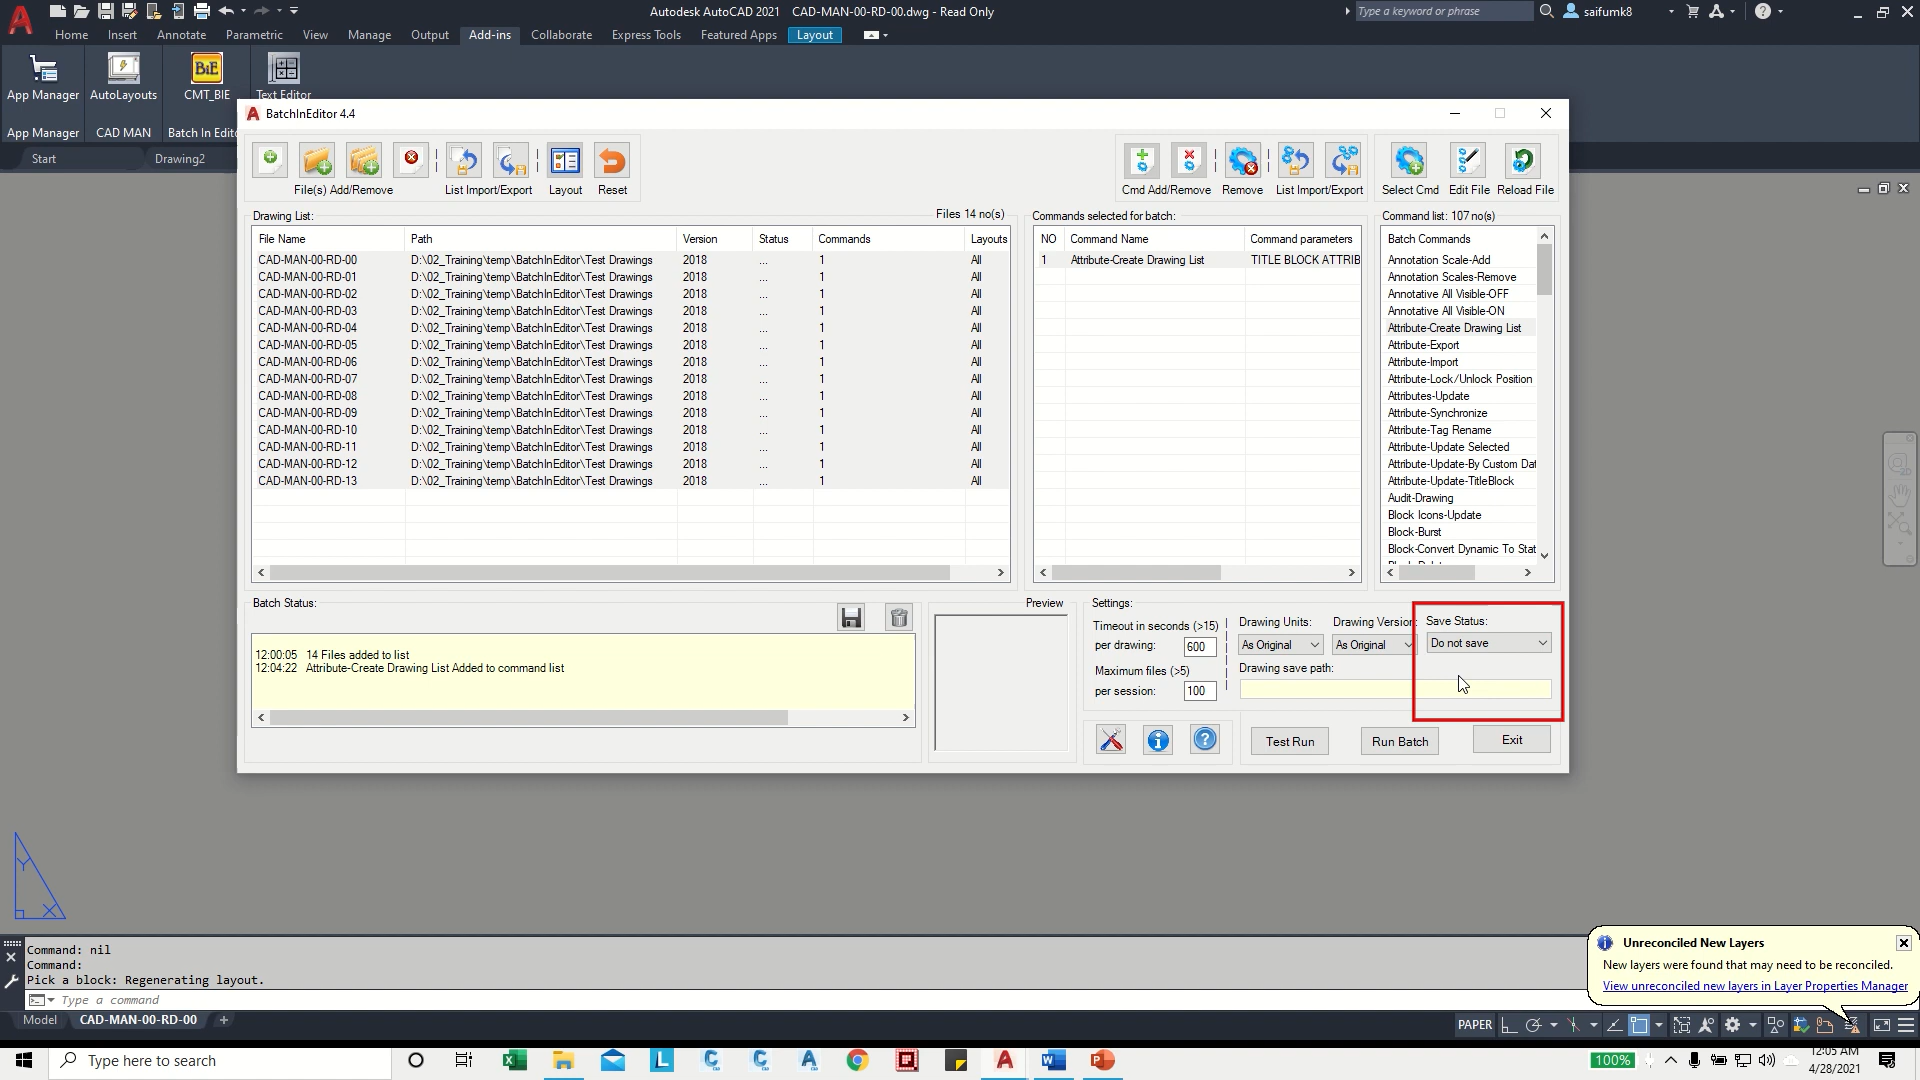 Autodesk AutoCAD 2021 CAD-MAN-00-RD-00.dwg - Read Only
Type a keyword or phrase
saifumk8
Home Insert Annotate Parametric View Manage Output Add-ins Collaborate Express Tools Featured Apps Layout
BiE
App Manager AutoLayouts CMT_BIE Text Editor
App Manager CAD MAN Batch In Edito
Start Drawing2
BatchInEditor 4.4
File(s) Add/Remove List Import/Export Layout Reset
Cmd Add/Remove Remove List Import/Export Select Cmd Edit File Reload File
Drawing List: Files 14 no(s)
File Name Path Version Status Commands Layouts
CAD-MAN-00-RD-00 D:\02_Training\temp\BatchInEditor\Test Drawings 2018 ... 1 All
CAD-MAN-00-RD-01 D:\02_Training\temp\BatchInEditor\Test Drawings 2018 ... 1 All
CAD-MAN-00-RD-02 D:\02_Training\temp\BatchInEditor\Test Drawings 2018 ... 1 All
CAD-MAN-00-RD-03 D:\02_Training\temp\BatchInEditor\Test Drawings 2018 ... 1 All
CAD-MAN-00-RD-04 D:\02_Training\temp\BatchInEditor\Test Drawings 2018 ... 1 All
CAD-MAN-00-RD-05 D:\02_Training\temp\BatchInEditor\Test Drawings 2018 ... 1 All
CAD-MAN-00-RD-06 D:\02_Training\temp\BatchInEditor\Test Drawings 2018 ... 1 All
CAD-MAN-00-RD-07 D:\02_Training\temp\BatchInEditor\Test Drawings 2018 ... 1 All
CAD-MAN-00-RD-08 D:\02_Training\temp\BatchInEditor\Test Drawings 2018 ... 1 All
CAD-MAN-00-RD-09 D:\02_Training\temp\BatchInEditor\Test Drawings 2018 ... 1 All
CAD-MAN-00-RD-10 D:\02_Training\temp\BatchInEditor\Test Drawings 2018 ... 1 All
CAD-MAN-00-RD-11 D:\02_Training\temp\BatchInEditor\Test Drawings 2018 ... 1 All
CAD-MAN-00-RD-12 D:\02_Training\temp\BatchInEditor\Test Drawings 2018 ... 1 All
CAD-MAN-00-RD-13 D:\02_Training\temp\BatchInEditor\Test Drawings 2018 ... 1 All
Commands selected for batch:
NO Command Name Command parameters
1 Attribute-Create Drawing List TITLE BLOCK ATTRIB
Command list: 107 no(s)
Batch Commands
Annotation Scale-Add
Annotation Scales-Remove
Annotative All Visible-OFF
Annotative All Visible-ON
Attribute-Create Drawing List
Attribute-Export
Attribute-Import
Attribute-Lock/Unlock Position
Attributes-Update
Attribute-Synchronize
Attribute-Tag Rename
Attribute-Update Selected
Attribute-Update-By Custom Dat
Attribute-Update-TitleBlock
Audit-Drawing
Block Icons-Update
Block-Burst
Block-Convert Dynamic To Stat
Batch Status:
12:00:05 14 Files added to list
12:04:22 Attribute-Create Drawing List Added to command list
Preview
Settings:
Timeout in seconds (>15)
per drawing: 600
Maximum files (>5)
per session: 100
Drawing Units: Drawing Version: Save Status:
As Original As Original Do not save
Drawing save path:
Test Run Run Batch Exit
Y
X
Command: nil
Command:
Pick a block: Regenerating layout.
Type a command
Model CAD-MAN-00-RD-00 +
Unreconciled New Layers
New layers were found that may need to be reconciled.
View unreconciled new layers in Layer Properties Manager
PAPER
Type here to search
100%
12:05 AM
4/28/2021